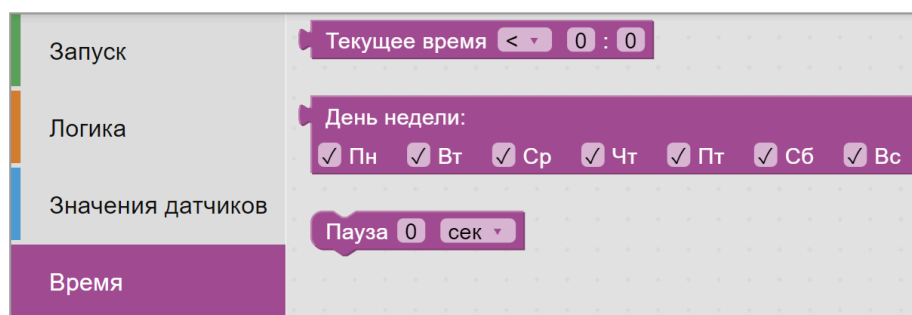 Запуск
Логика
Значения датчиков
Время
Текущее время < 0 : 0
День недели:
Пн Вт Ср Чт Пт Сб Вс
Пауза 0 сек